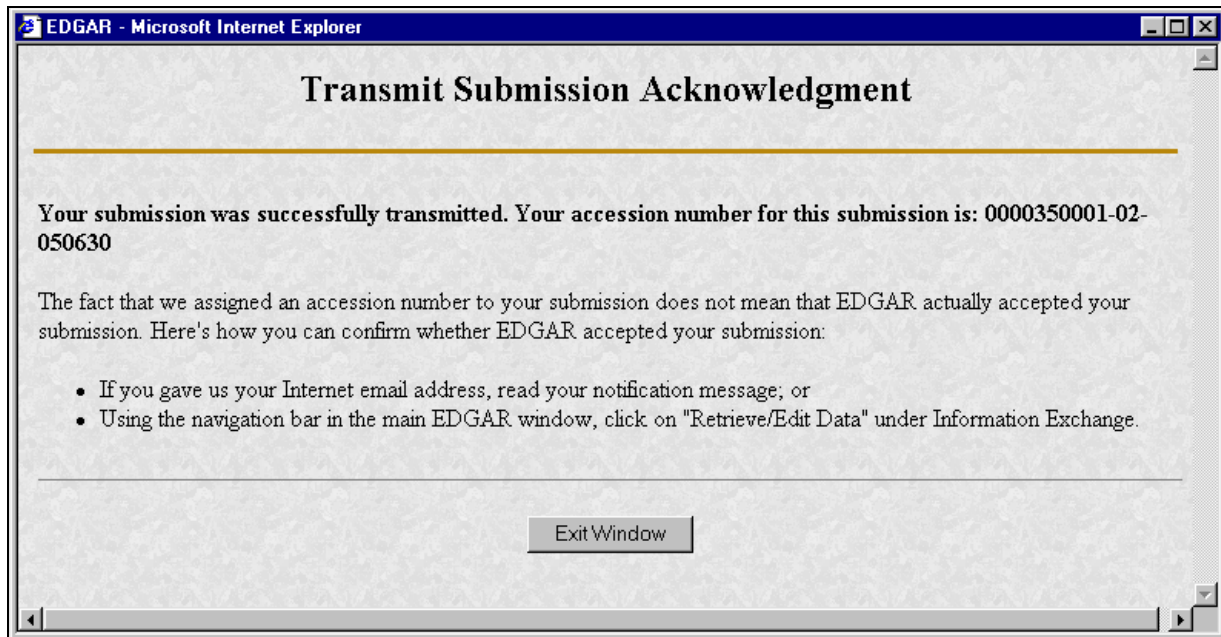 EDGAR - Microsoft Internet Explorer
Transmit Submission Acknowledgment
Your submission was successfully transmitted. Your accession number for this submission is: 0000350001-02-
050630
The fact that we assigned an accession number to your submission does not mean that EDGAR actually accepted your
submission. Here's how you can confirm whether EDGAR accepted your submission:
• If you gave us your Internet email address, read your notification message; or
• Using the navigation bar in the main EDGAR window, click on "Retrieve/Edit Data" under Information Exchange.
Exit Window